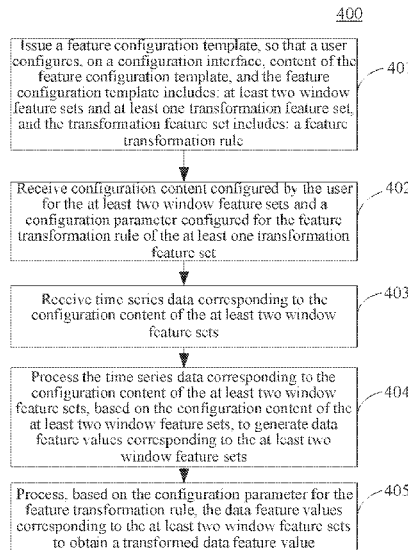 400
Issue a feature configuration template, so that a user
configures, on a configuration interface, content of the
feature configuration template, and the feature
configuration template includes: at least two window
feature sets and at least one transformation feature set,
and the transformation feature set includes: a feature
transformation rule
401
Receive configuration content configured by the user
for the at least two window feature sets and a
configuration parameter configured for the feature
transformation rule of the at least one transformation
feature set
402
Receive time series data corresponding to the
configuration content of the at least two window
feature sets
403
Process the time series data corresponding to the
configuration content of the at least two window
feature sets, based on the configuration content of the
at least two window feature sets, to generate data
feature values corresponding to the at least two
window feature sets
404
Process, based on the configuration parameter for the
feature transformation rule, the data feature values
corresponding to the at least two window feature sets
to obtain a transformed data feature value
405